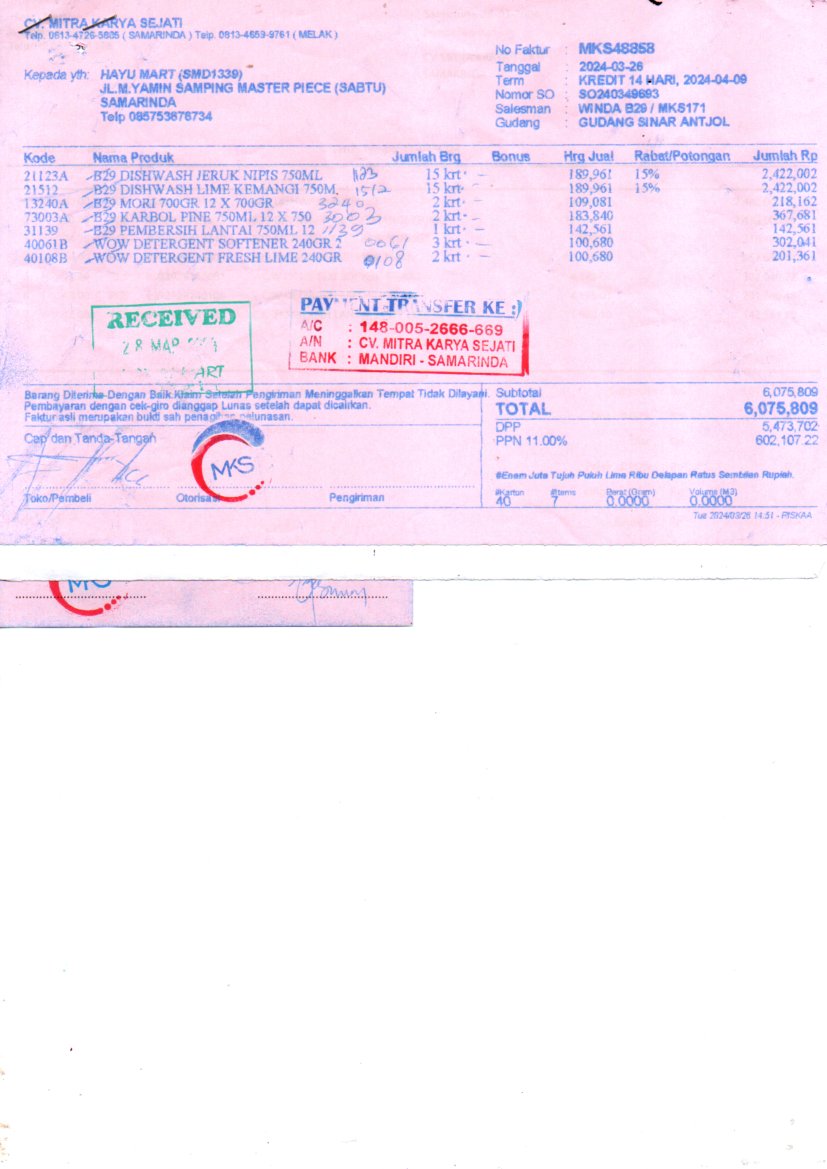 CV. MITRA KARYA SEJATI
Telp. 0813-4726-5805 ( SAMARINDA ) Telp. 0813-4659-9761 ( MELAK )
No Faktur : MKS48858
Tanggal : 2024-03-26
Term : KREDIT 14 HARI, 2024-04-09
Nomor SO : SO240349693
Salesman : WINDA B29 / MKS171
Gudang : GUDANG SINAR ANTJOL
Kepada yth: HAYU MART (SMD1339)
JL.M.YAMIN SAMPING MASTER PIECE (SABTU)
SAMARINDA
Telp 085753676734
Kode Nama Produk Jumlah Brg Bonus Hrg Jual Rabat/Potongan Jumlah Rp
21123A B29 DISHWASH JERUK NIPIS 750ML 1123 15 krt 189,961 15% 2,422,002
21512 B29 DISHWASH LIME KEMANGI 750M, 1512 15 krt 189,961 15% 2,422,002
13240A B29 MORI 700GR 12 X 700GR 3240 2 krt 109,081 218,162
73003A B29 KARBOL PINE 750ML 12 X 750 3003 2 krt 183,840 367,681
31139 B29 PEMBERSIH LANTAI 750ML 12 1139 1 krt 142,561 142,561
40061B WOW DETERGENT SOFTENER 240GR 2 0061 3 krt 100,680 302,041
40108B WOW DETERGENT FRESH LIME 240GR 0108 2 krt 100,680 201,361
RECEIVED
28 MAR
PAYMENT TRANSFER KE :)
A/C : 148-005-2666-669
A/N : CV. MITRA KARYA SEJATI
BANK : MANDIRI - SAMARINDA
Barang Diterima Dengan Baik.Klaim Setelah Pengiriman Meninggalkan Tempat Tidak Dilayani.
Pembayaran dengan cek-giro dianggap Lunas setelah dapat dicairkan.
Faktur asli merupakan bukti sah penagihan pelunasan.
Subtotal 6,075,809
TOTAL 6,075,809
DPP 5,473,702
PPN 11.00% 602,107.22
Cap dan Tanda-Tangan
MKS
#Enam Juta Tujuh Puluh Lima Ribu Delapan Ratus Sembilan Rupiah.
Toko/Pembeli Otorisasi Pengiriman
#Karton #Items Berat (Gram) Volume (M3)
40 7 0.0000 0.0000
Tue 2024/03/26 14:51 - RISKAA
MKS